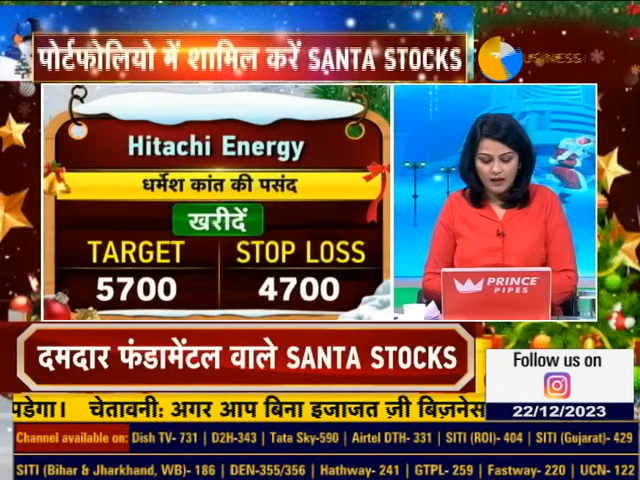 पोर्टफोलियो में शामिल करें SANTA STOCKS
Hitachi Energy
धर्मेश कांत की पसंद
खरीदें
TARGET
STOP LOSS
5700
4700
PRINCE
PIPES
दमदार फंडामेंटल वाले SANTA STOCKS
Follow us on
पडेगा। चेतावनी: अगर आप बिना इजाजत ज़ी बिज़नेस
22/12/2023
Channel available on: Dish TV- 731 | D2H-343 | Tata Sky-590 | Airtel DTH- 331 | SITI (ROI)- 404 | SITI (Gujarat)- 429
SITI (Bihar & Jharkhand, WB)- 186 | DEN-355/356 | Hathway- 241 | GTPL- 259 | Fastway- 220 | UCN- 122